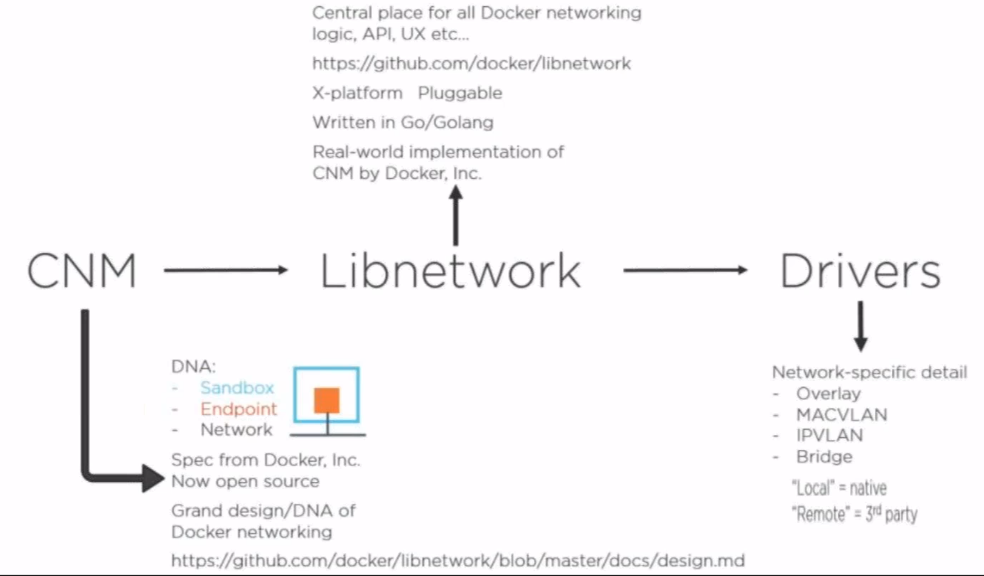 Central place for all Docker networking
logic, API, UX etc...
https://github.com/docker/libnetwork
X-platform Pluggable
Written in Go/Golang
Real-world implementation of
CNM by Docker, Inc.
CNM
Libnetwork
Drivers
DNA:
- Sandbox
- Endpoint
- Network
Spec from Docker, Inc.
Now open source
Grand design/DNA of
Docker networking
https://github.com/docker/libnetwork/blob/master/docs/design.md
Network-specific detail
- Overlay
- MACVLAN
- IPVLAN
- Bridge
"Local" = native
"Remote" = 3rd party